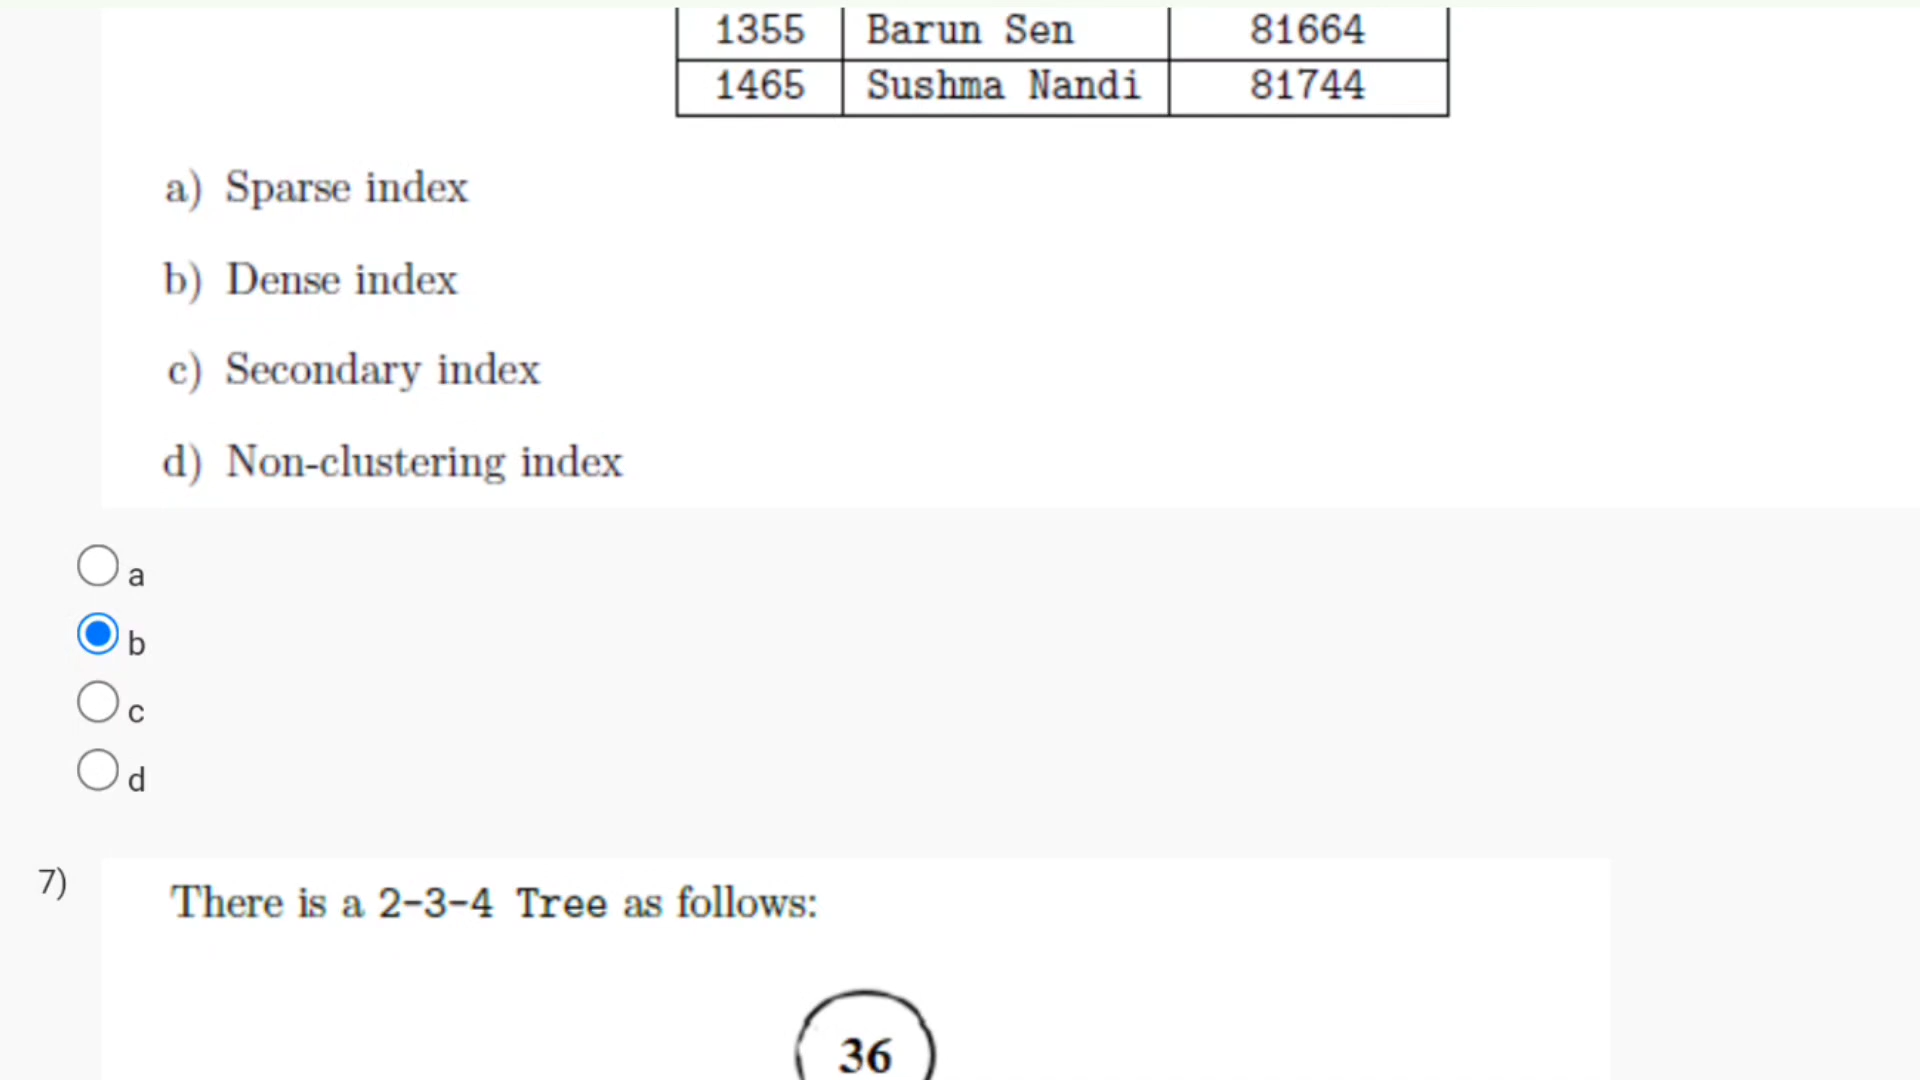 1355 Barun Sen 81664
1465 Sushma Nandi 81744
a) Sparse index
b) Dense index
c) Secondary index
d) Non-clustering index
a
b
c
d
7) There is a 2-3-4 Tree as follows:
36